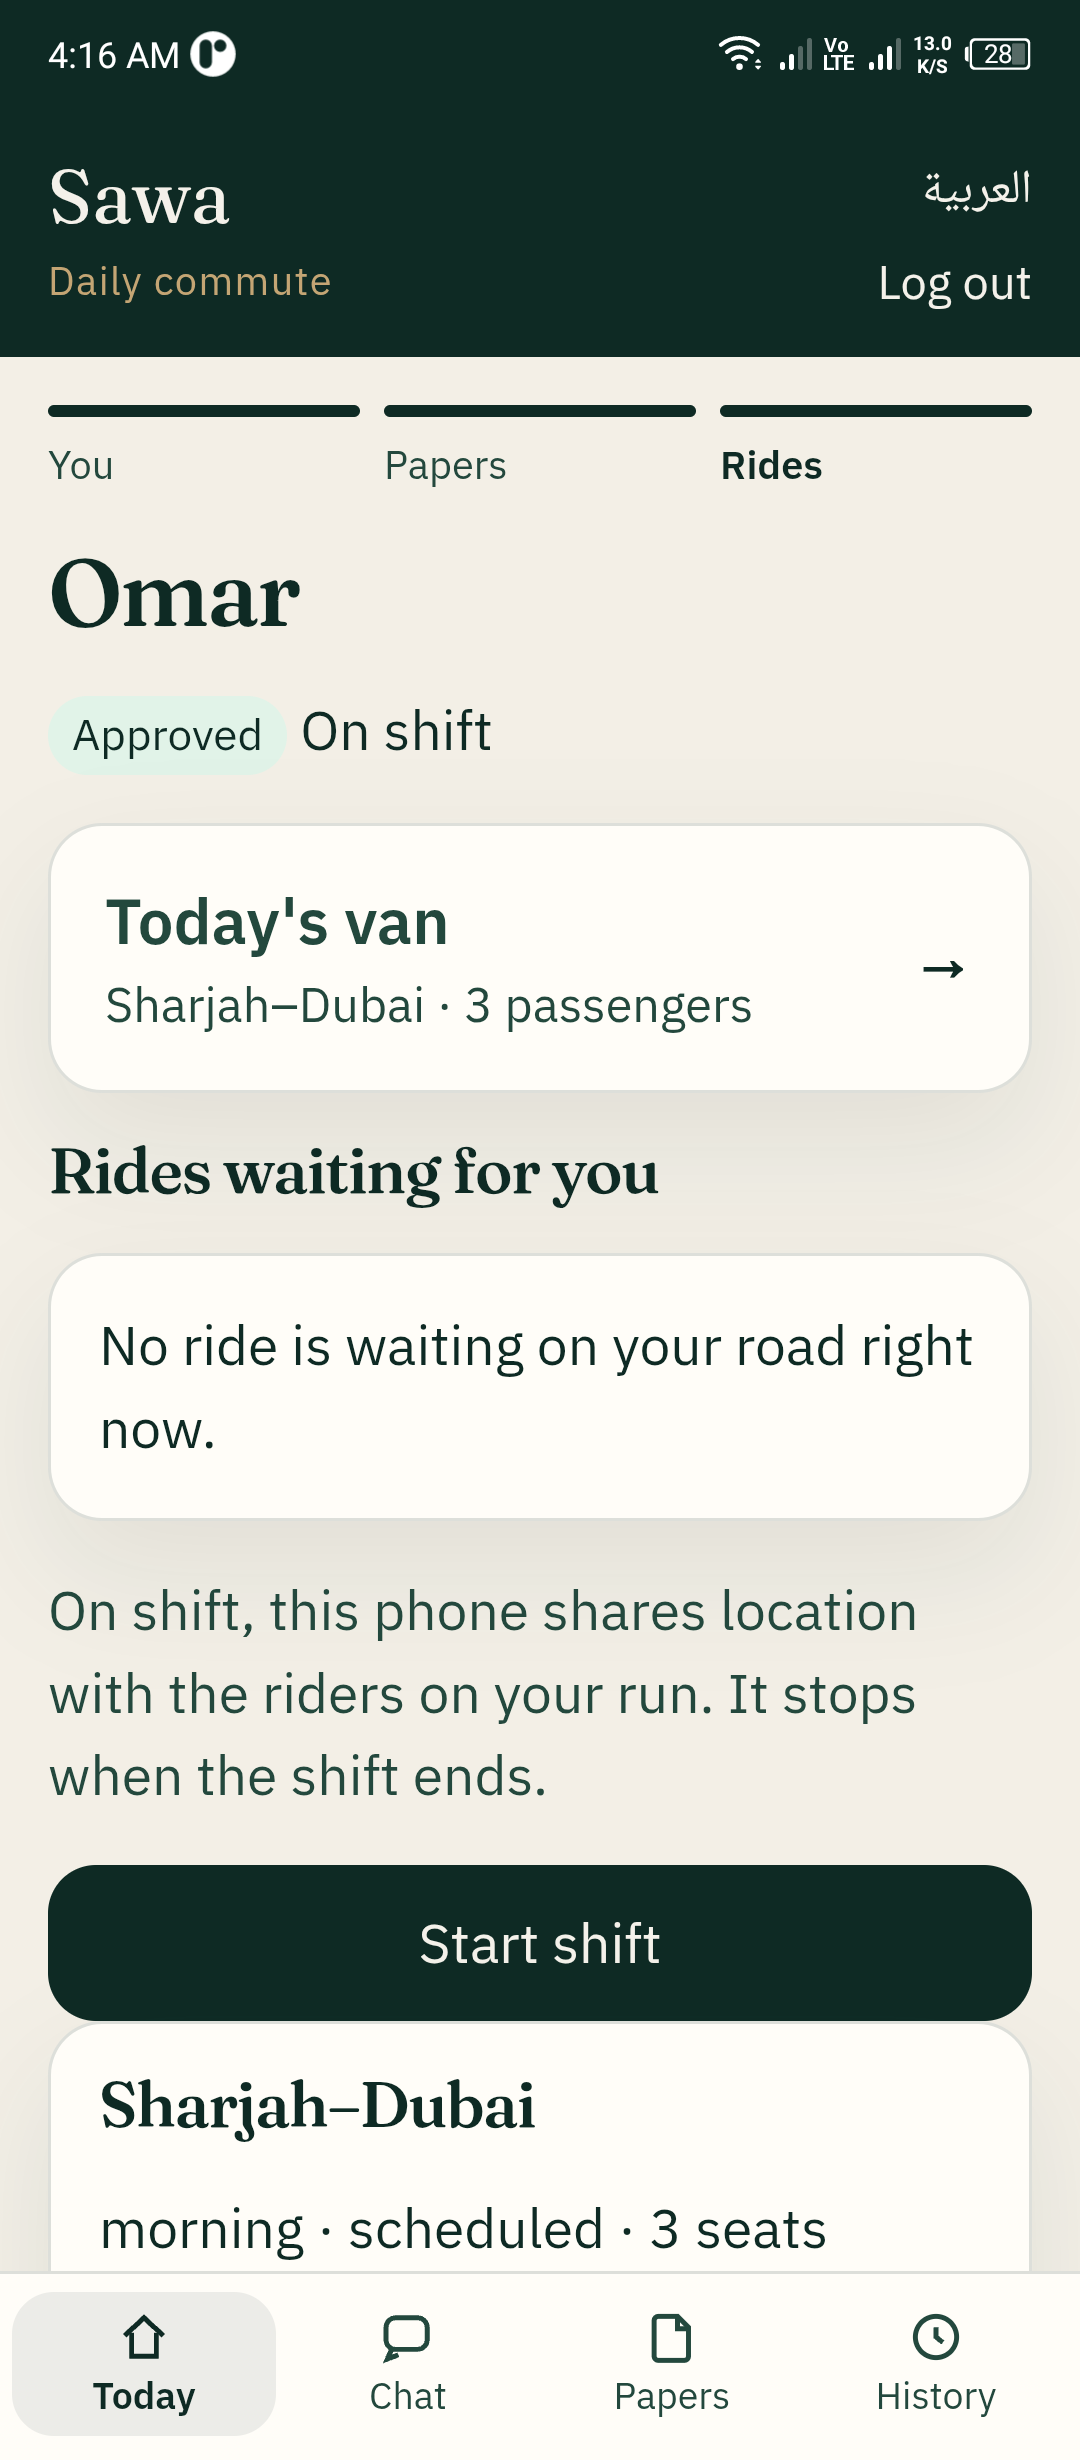 4:16 AM
Vo LTE
13.0 K/S
28
Sawa
العربية
Daily commute
Log out
You
Papers
Rides
Omar
Approved
On shift
Today's van
Sharjah–Dubai · 3 passengers
→
Rides waiting for you
No ride is waiting on your road right
now.
On shift, this phone shares location
with the riders on your run. It stops
when the shift ends.
Start shift
Sharjah–Dubai
morning · scheduled · 3 seats
Today
Chat
Papers
History